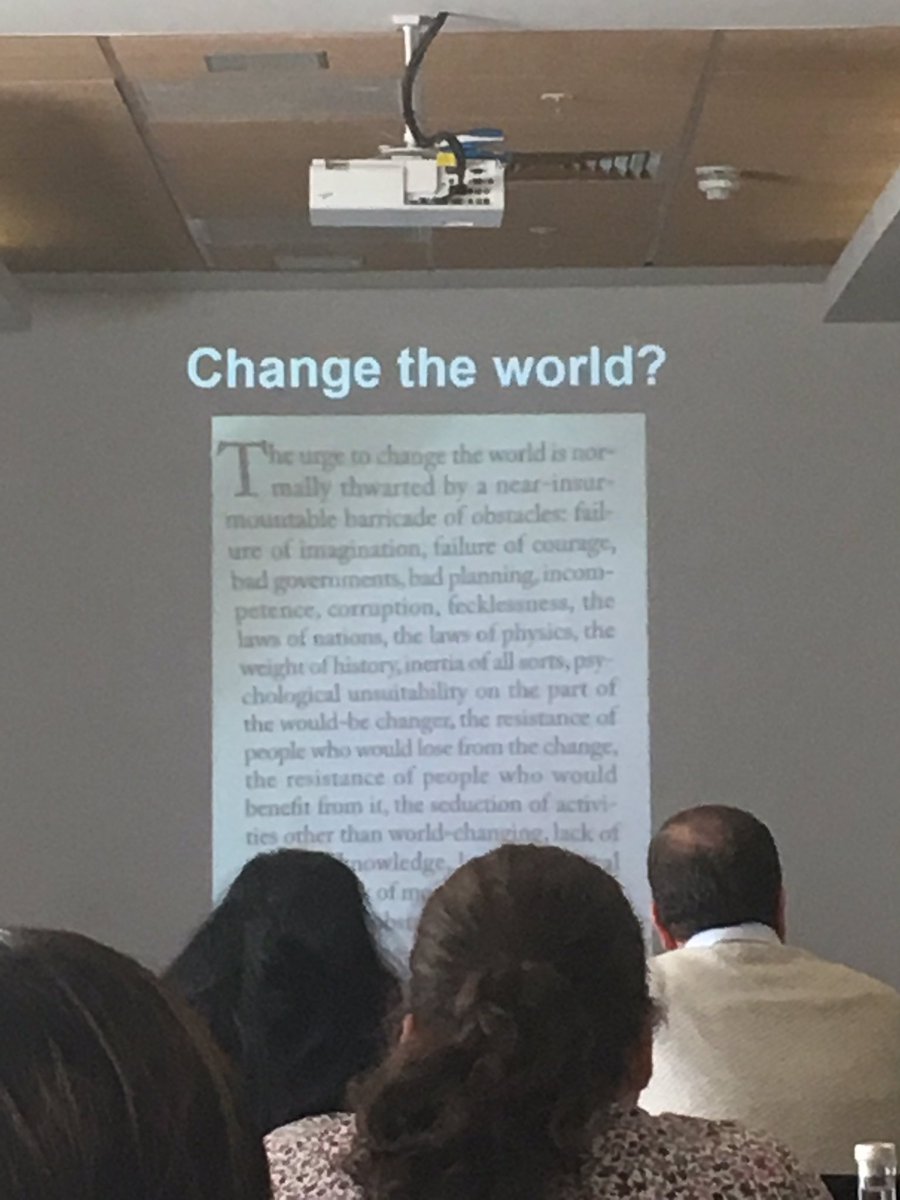 Change the world?
The urge to change the world is nor-
mally thwarted by a near-insur-
mountable barricade of obstacles: fail-
ure of imagination, failure of courage,
bad governments, bad planning, incom-
petence, corruption, fecklessness, the
laws of nations, the laws of physics, the
weight of history, inertia of all sorts, psy-
chological unsuitability on the part of
the would-be changer, the resistance of
people who would lose from the change,
the resistance of people who would
benefit from it, the seduction of activi-
ties other than world-changing, lack of
knowledge,
of